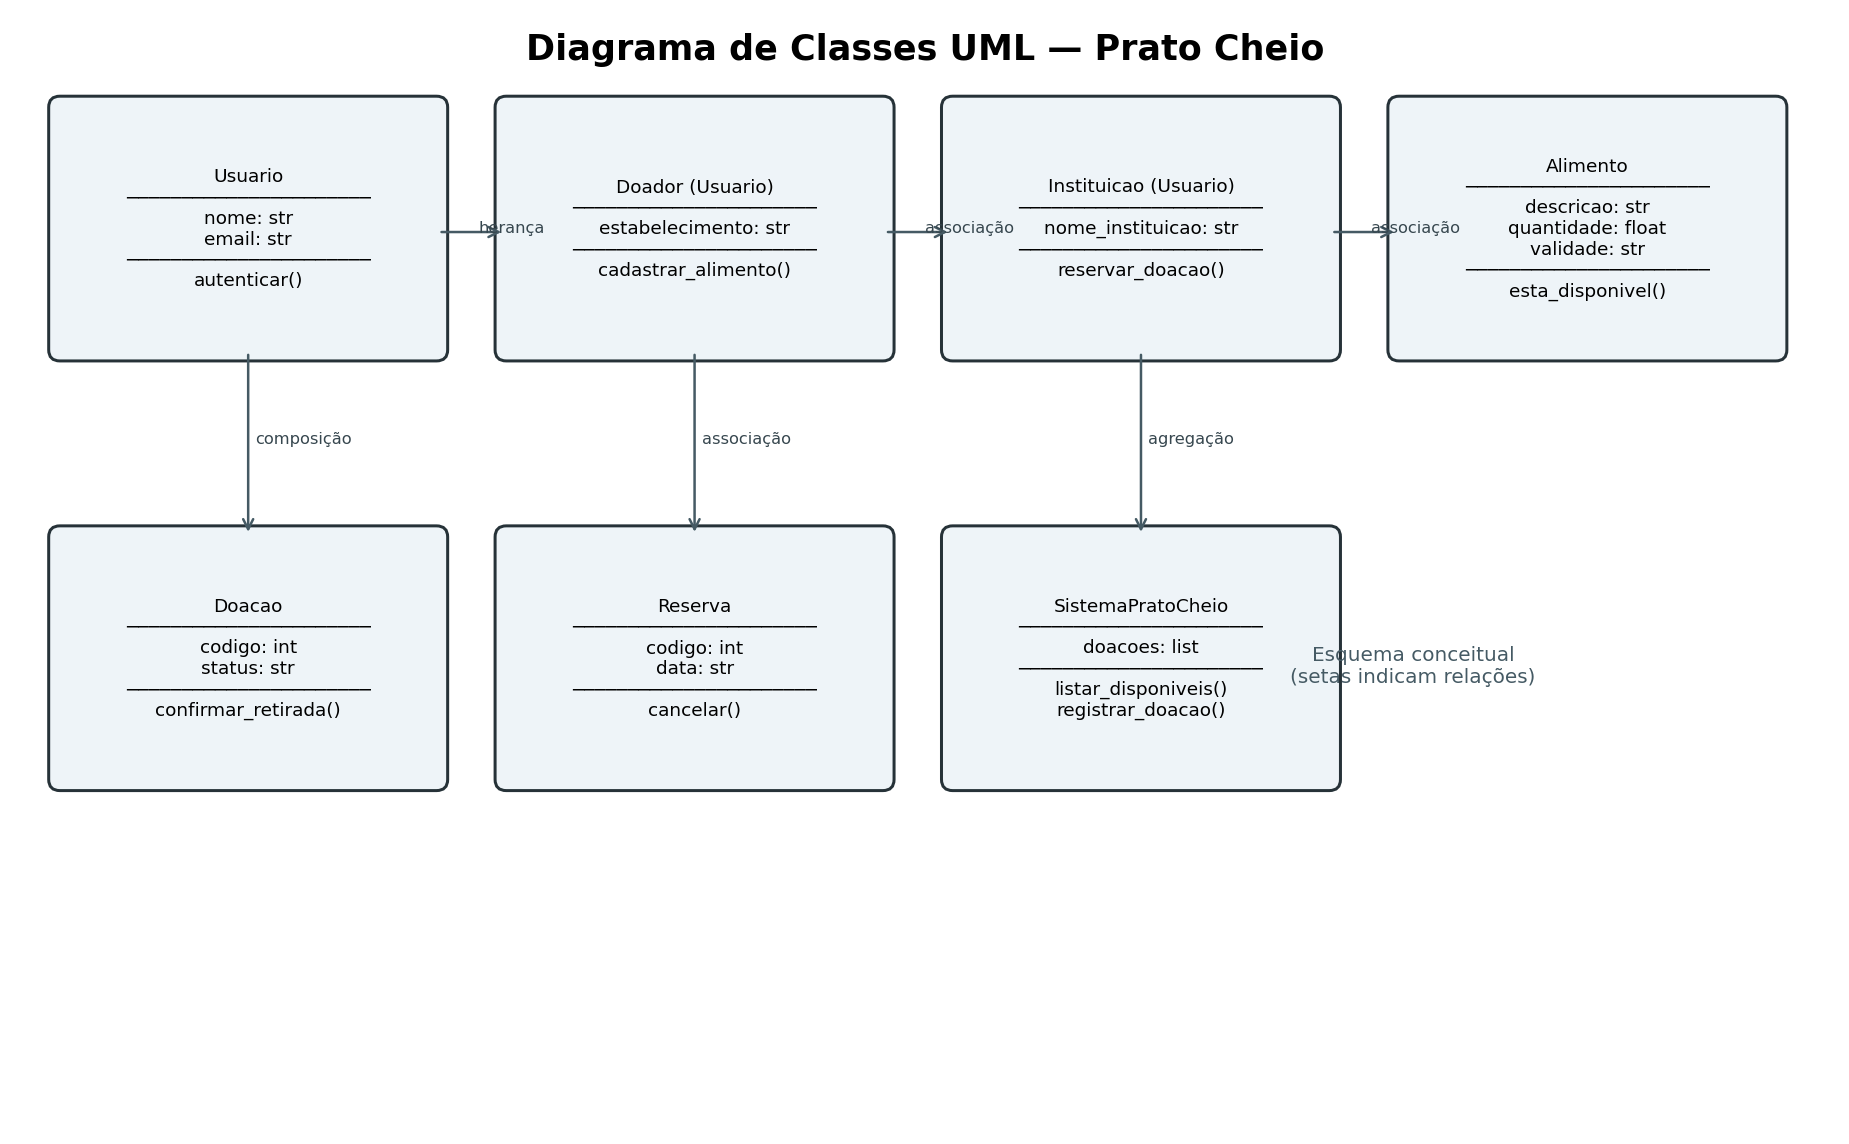 Diagrama de Classes UML — Prato Cheio
Usuario
nome: str
email: str
autenticar()
herança
Doador (Usuario)
estabelecimento: str
cadastrar_alimento()
associação
Instituicao (Usuario)
nome_instituicao: str
reservar_doacao()
associação
Alimento
descricao: str
quantidade: float
validade: str
esta_disponivel()
composição
associação
agregação
Doacao
codigo: int
status: str
confirmar_retirada()
Reserva
codigo: int
data: str
cancelar()
SistemaPratoCheio
doacoes: list
listar_disponiveis()
registrar_doacao()
Esquema conceitual
(setas indicam relações)